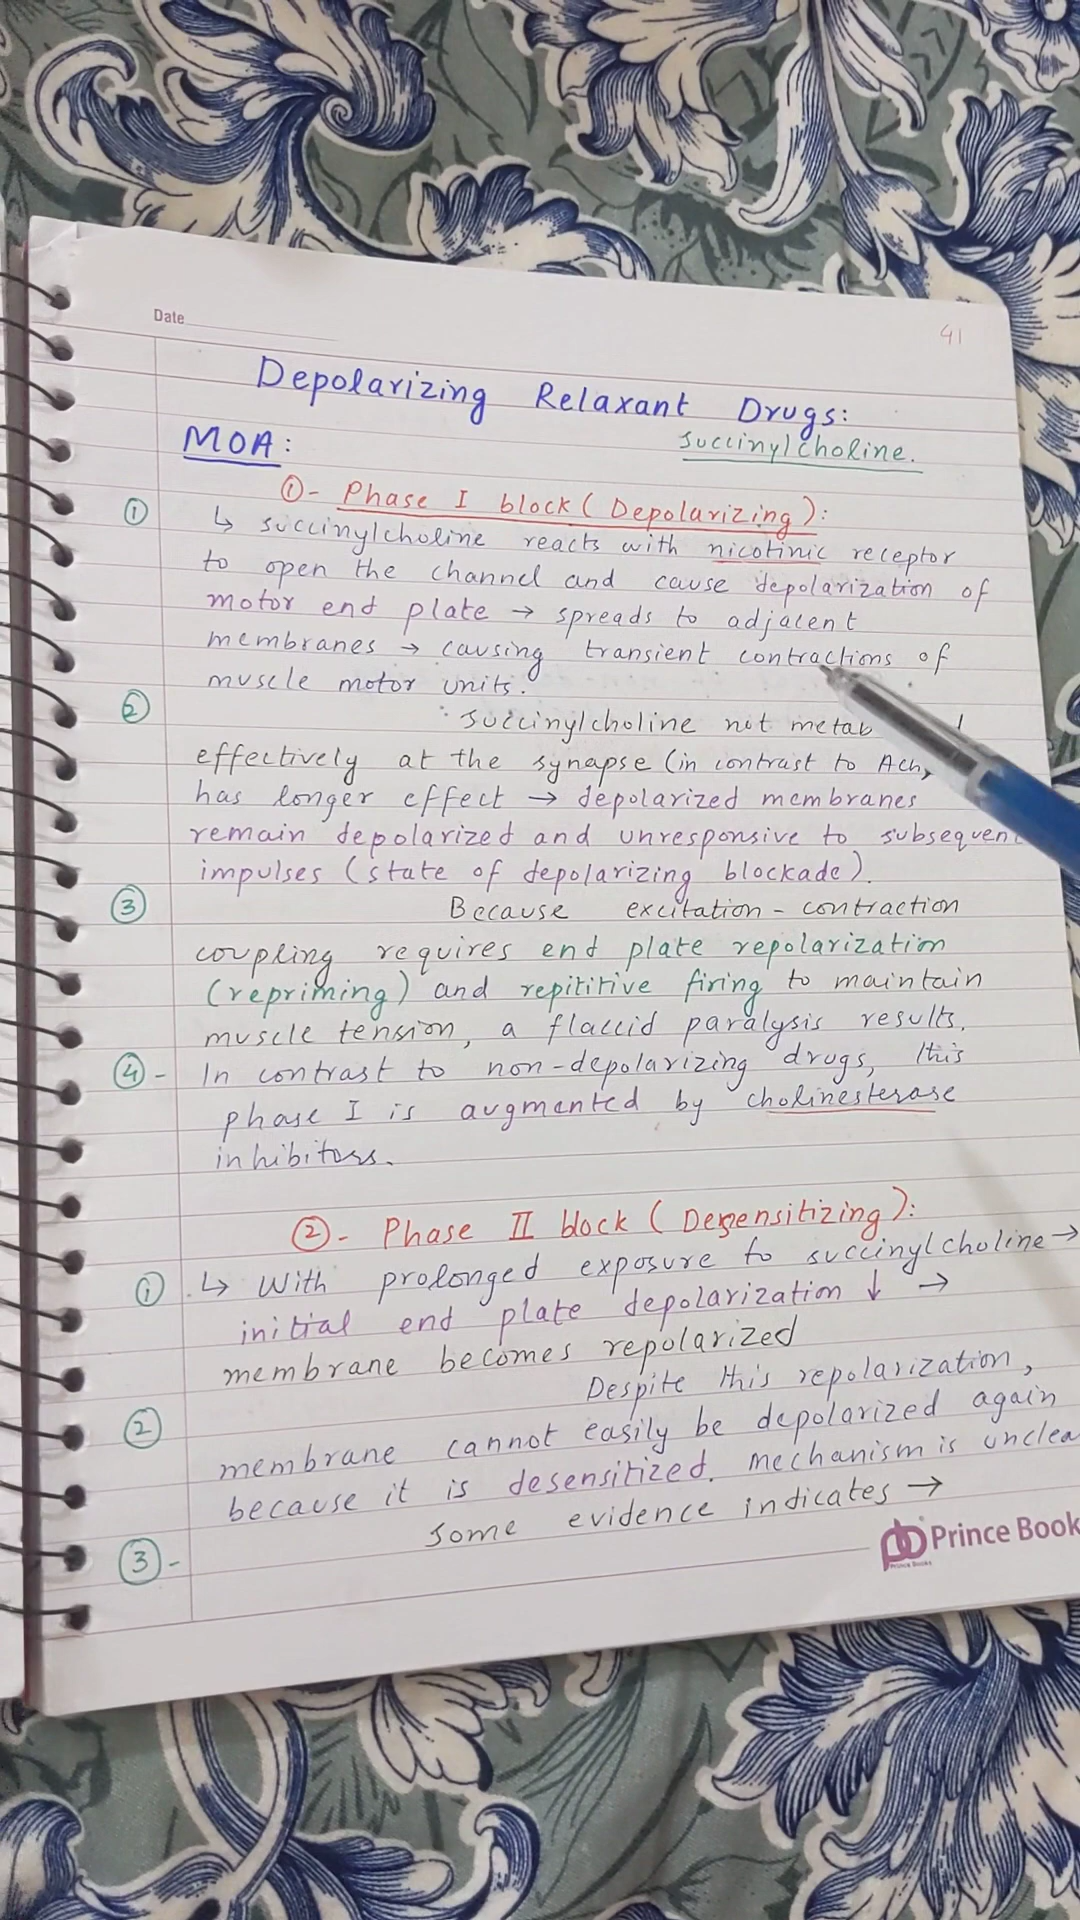 Date
41
Depolarizing Relaxant Drugs:
MOA:
succinylcholine.
①- Phase I block (Depolarizing):
① ↳ succinylcholine reacts with nicotinic receptor
to open the channel and cause depolarization of
motor end plate → spreads to adjacent
membranes → causing transient contractions of
muscle motor units.
② succinylcholine not metab
effectively at the synapse (in contrast to Ach,
has longer effect → depolarized membranes
remain depolarized and unresponsive to subsequen
impulses (state of depolarizing blockade).
③ Because excitation - contraction
coupling requires end plate repolarization
(repriming) and repititive firing to maintain
muscle tension, a flaccid paralysis results.
④- In contrast to non-depolarizing drugs, this
phase I is augmented by cholinesterase
inhibitors.
②- Phase II block (Desensitizing):
① ↳ With prolonged exposure to succinylcholine →
initial end plate depolarization ↓ →
membrane becomes repolarized
② Despite this repolarization,
membrane cannot easily be depolarized again
because it is desensitized. mechanism is unclea
③- some evidence indicates →
Prince Book